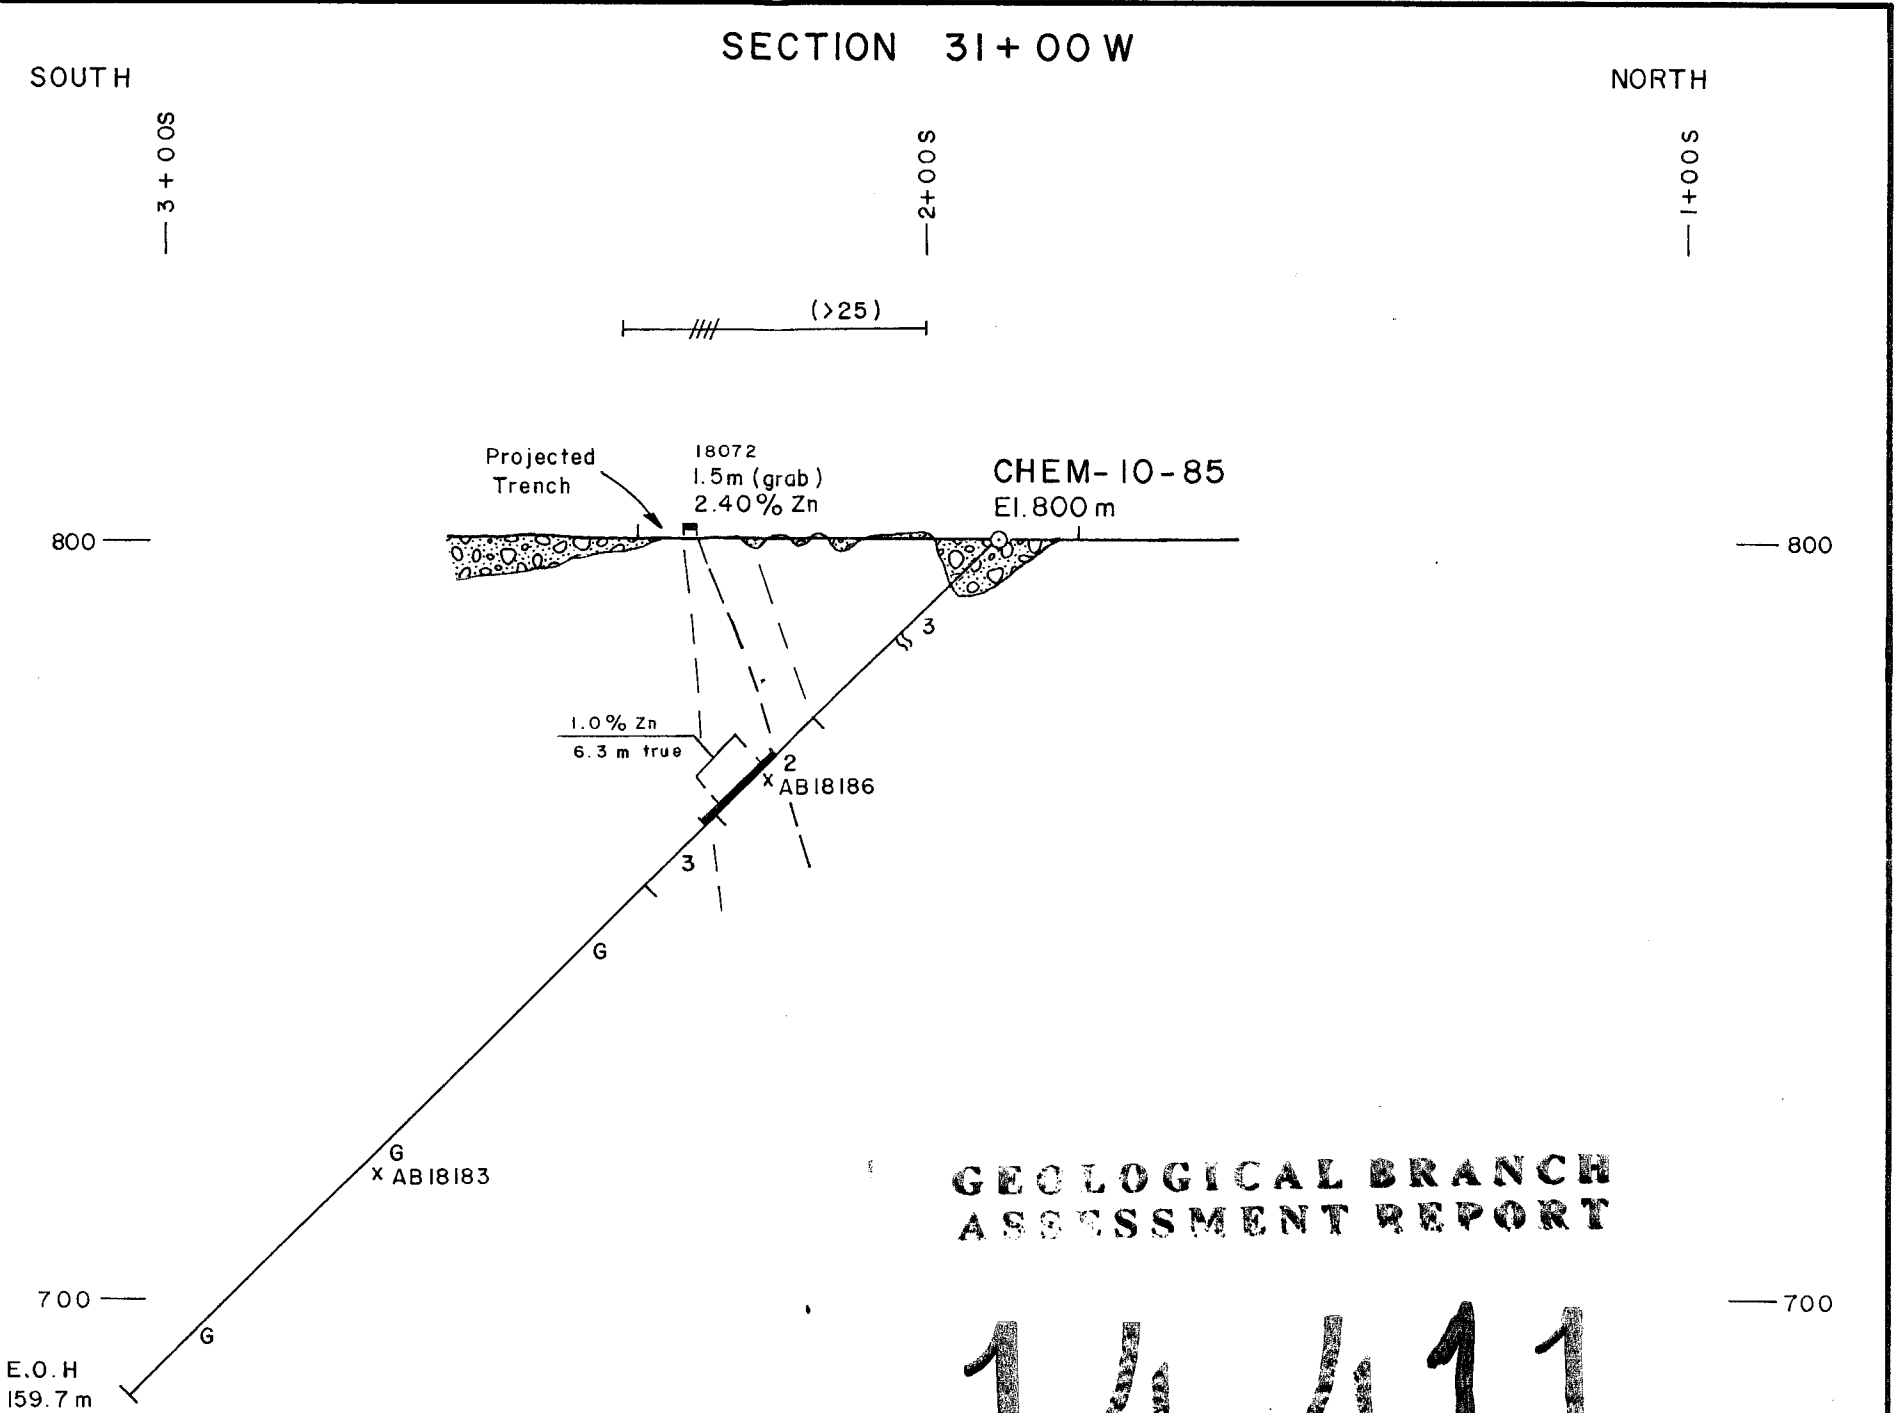 SECTION 31+00W
SOUTH
NORTH
3+00S
2+00S
1+00S
(>25)
Projected
Trench
18072
1.5m (grab)
2.40% Zn
CHEM-10-85
El. 800 m
800
800
3
1.0% Zn
6.3 m true
2
x AB18186
3
G
G
x AB18183
GEOLOGICAL BRANCH
ASSESSMENT REPORT
700
700
G
E.O.H
159.7 m
14,411